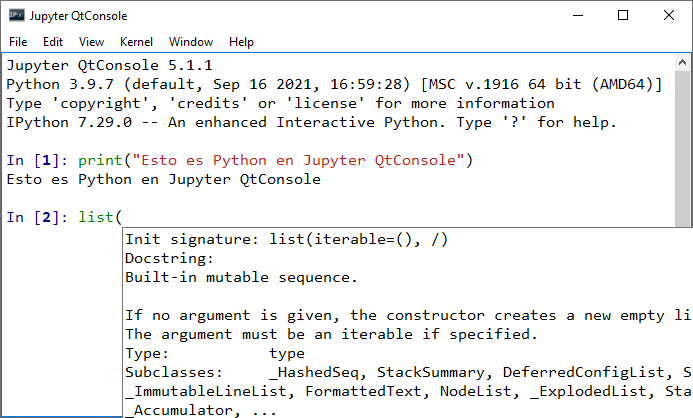 Jupyter QtConsole
File Edit View Kernel Window Help
Jupyter QtConsole 5.1.1
Python 3.9.7 (default, Sep 16 2021, 16:59:28) [MSC v.1916 64 bit (AMD64)]
Type 'copyright', 'credits' or 'license' for more information
IPython 7.29.0 -- An enhanced Interactive Python. Type '?' for help.
In [1]: print("Esto es Python en Jupyter QtConsole")
Esto es Python en Jupyter QtConsole
In [2]: list(
Init signature: list(iterable=(), /)
Docstring:
Built-in mutable sequence.
If no argument is given, the constructor creates a new empty li
The argument must be an iterable if specified.
Type: type
Subclasses: _HashedSeq, StackSummary, DeferredConfigList, S
_ImmutableLineList, FormattedText, NodeList, _ExplodedList, Sta
_Accumulator, ...